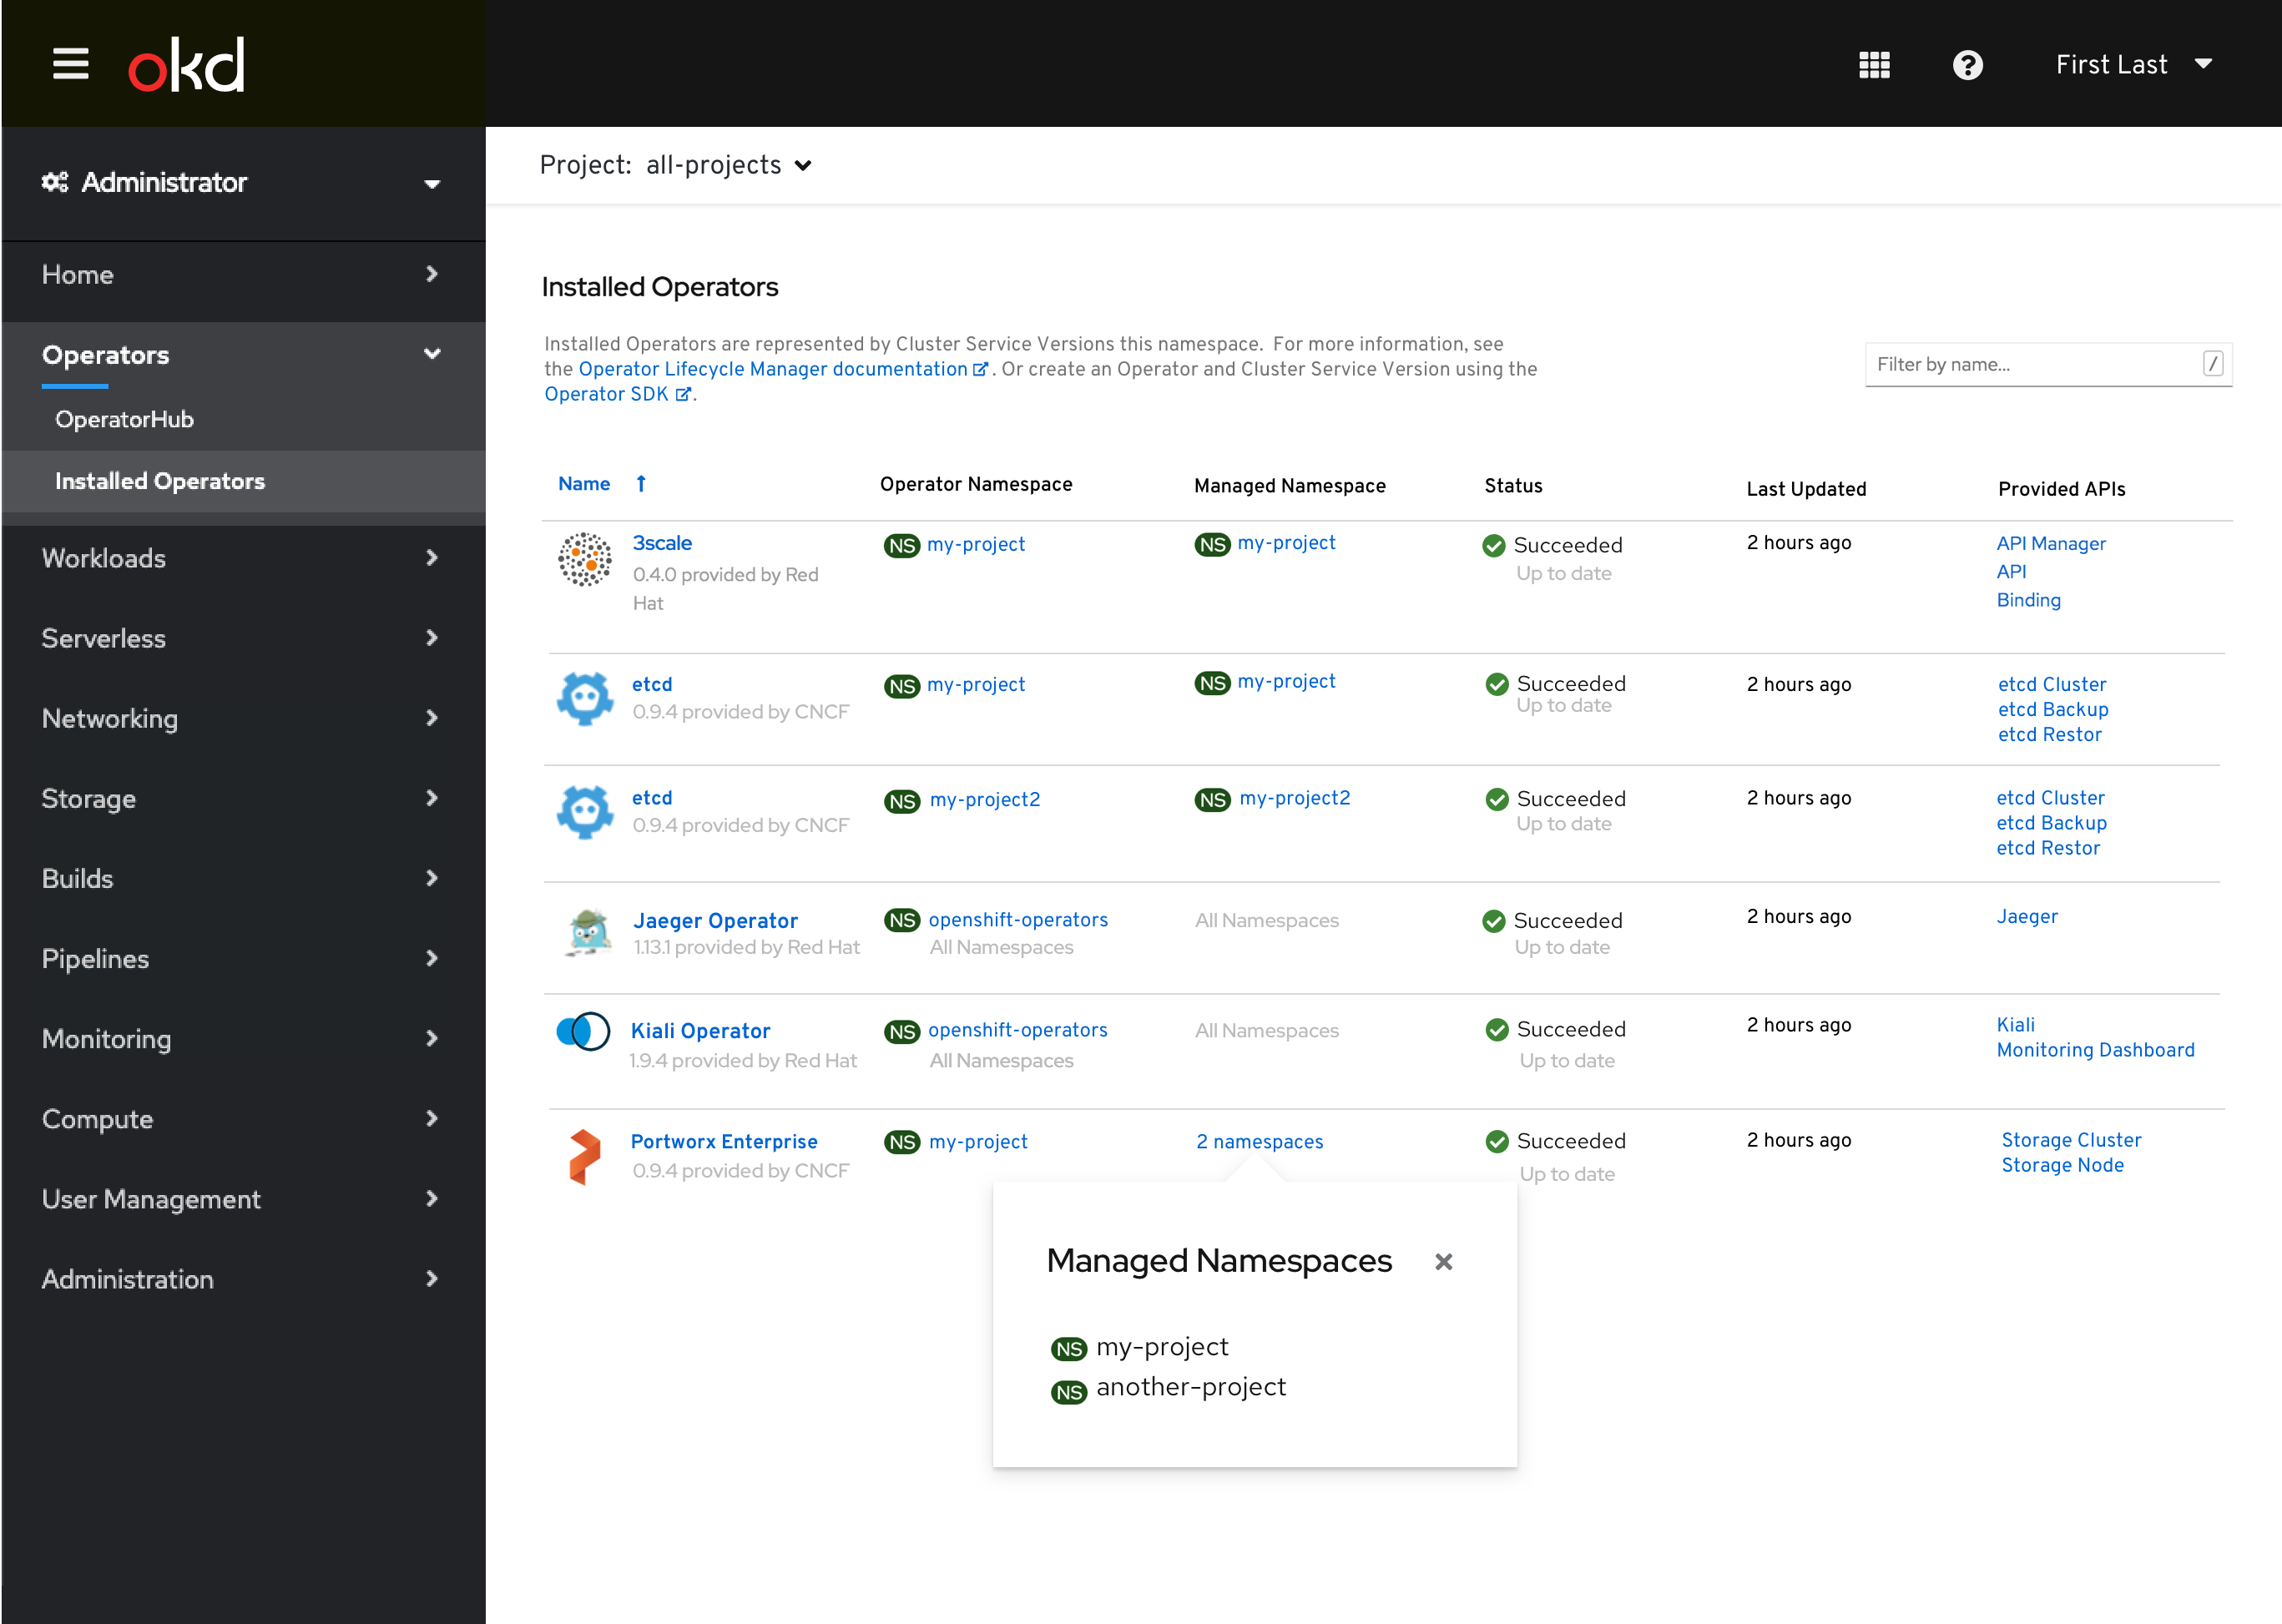 okd
First Last
Administrator
Project: all-projects
Home
Operators
OperatorHub
Installed Operators
Workloads
Serverless
Networking
Storage
Builds
Pipelines
Monitoring
Compute
User Management
Administration
Installed Operators
Installed Operators are represented by Cluster Service Versions this namespace. For more information, see
the Operator Lifecycle Manager documentation. Or create an Operator and Cluster Service Version using the
Operator SDK.
Filter by name... /
Name Operator Namespace Managed Namespace Status Last Updated Provided APIs
3scale NS my-project NS my-project Succeeded 2 hours ago API Manager
0.4.0 provided by Red Up to date API
Hat Binding
etcd NS my-project NS my-project Succeeded 2 hours ago etcd Cluster
0.9.4 provided by CNCF Up to date etcd Backup
etcd Restor
etcd NS my-project2 NS my-project2 Succeeded 2 hours ago etcd Cluster
0.9.4 provided by CNCF Up to date etcd Backup
etcd Restor
Jaeger Operator NS openshift-operators All Namespaces Succeeded 2 hours ago Jaeger
1.13.1 provided by Red Hat All Namespaces Up to date
Kiali Operator NS openshift-operators All Namespaces Succeeded 2 hours ago Kiali
1.9.4 provided by Red Hat All Namespaces Up to date Monitoring Dashboard
Portworx Enterprise NS my-project 2 namespaces Succeeded 2 hours ago Storage Cluster
0.9.4 provided by CNCF Up to date Storage Node
Managed Namespaces
NS my-project
NS another-project